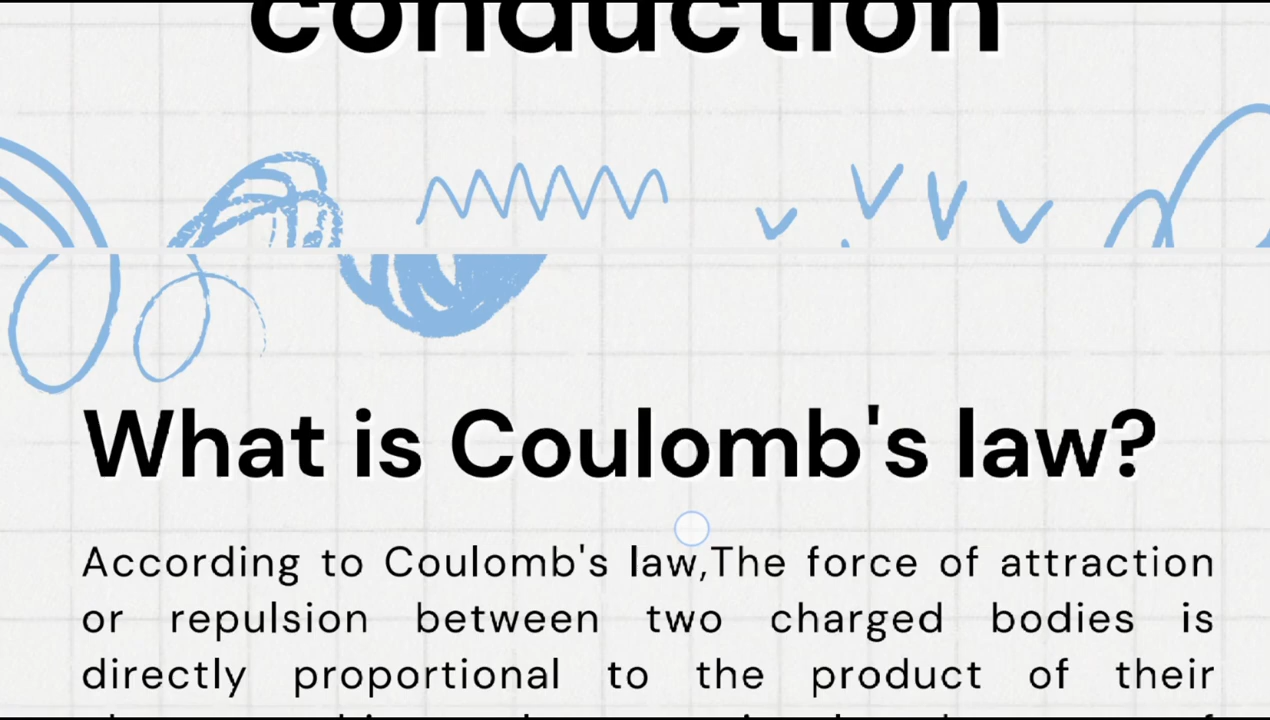 conduction
What is Coulomb's law?
According to Coulomb's law,The force of attraction
or repulsion between two charged bodies is
directly proportional to the product of their